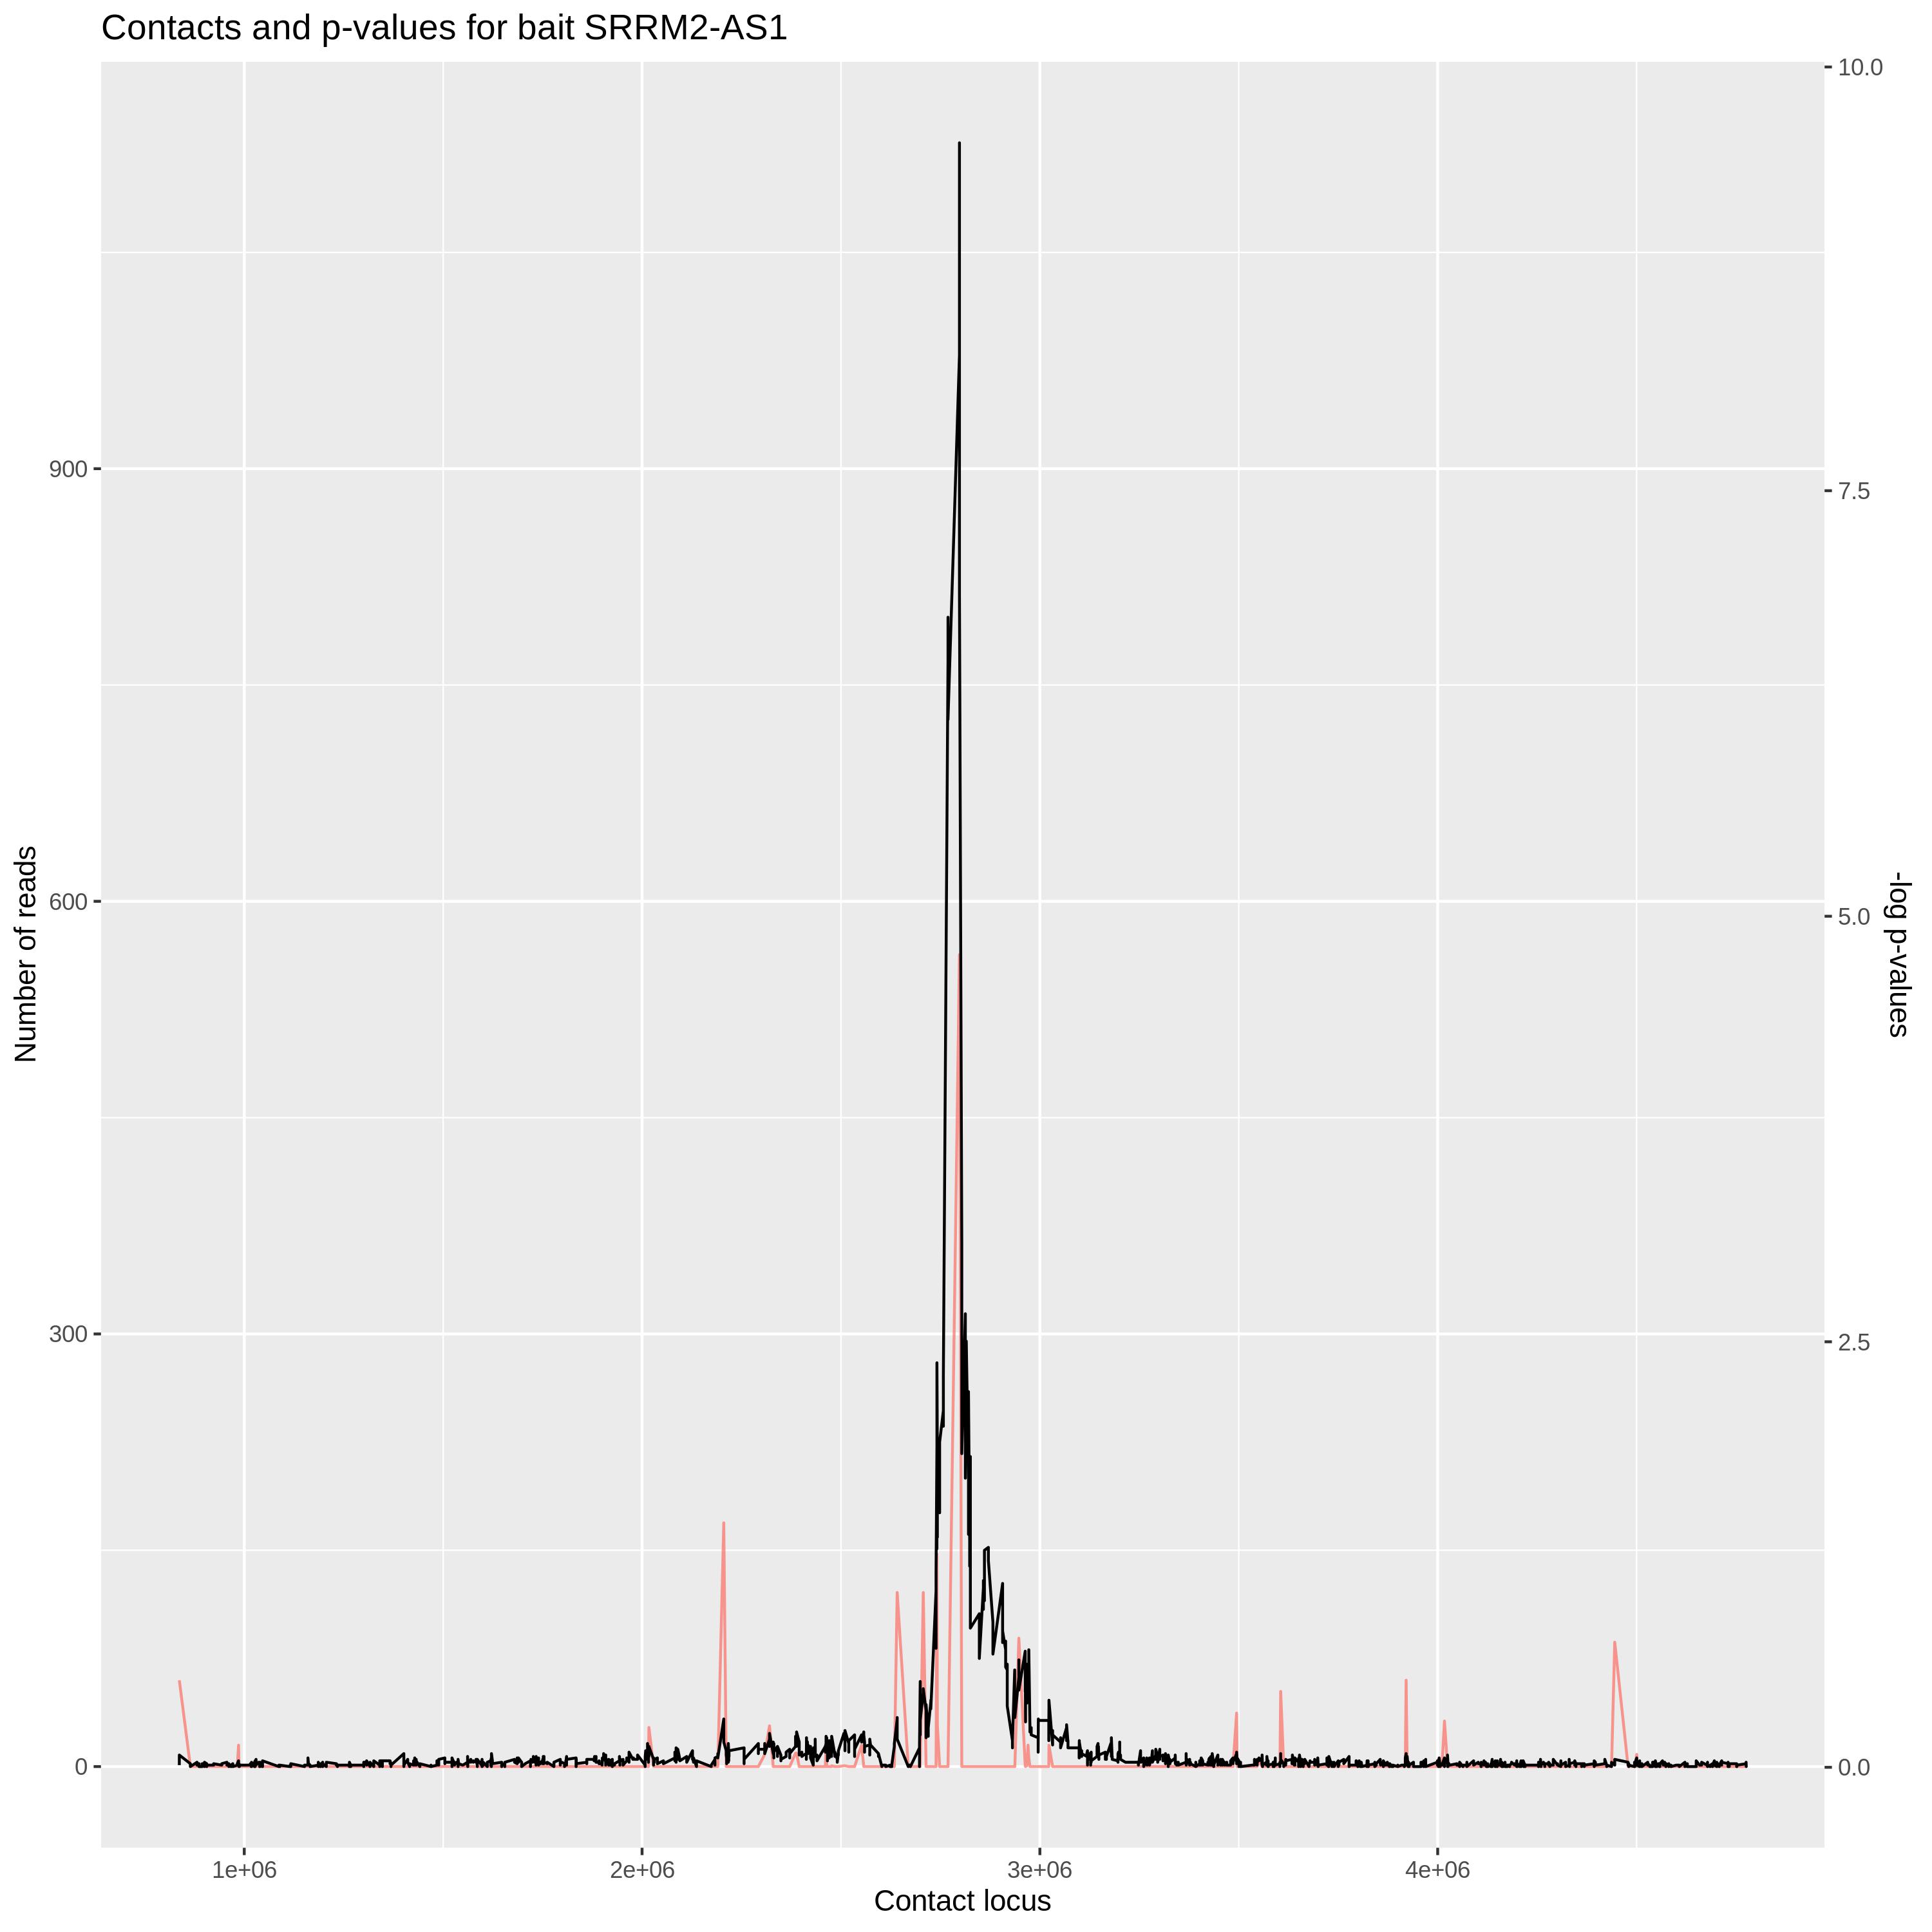 Contacts and p-values for bait SRRM2-AS1
10.0
900
7.5
600
5.0
Number of reads
-log p-values
300
2.5
0
0.0
1e+06 2e+06 3e+06 4e+06
Contact locus